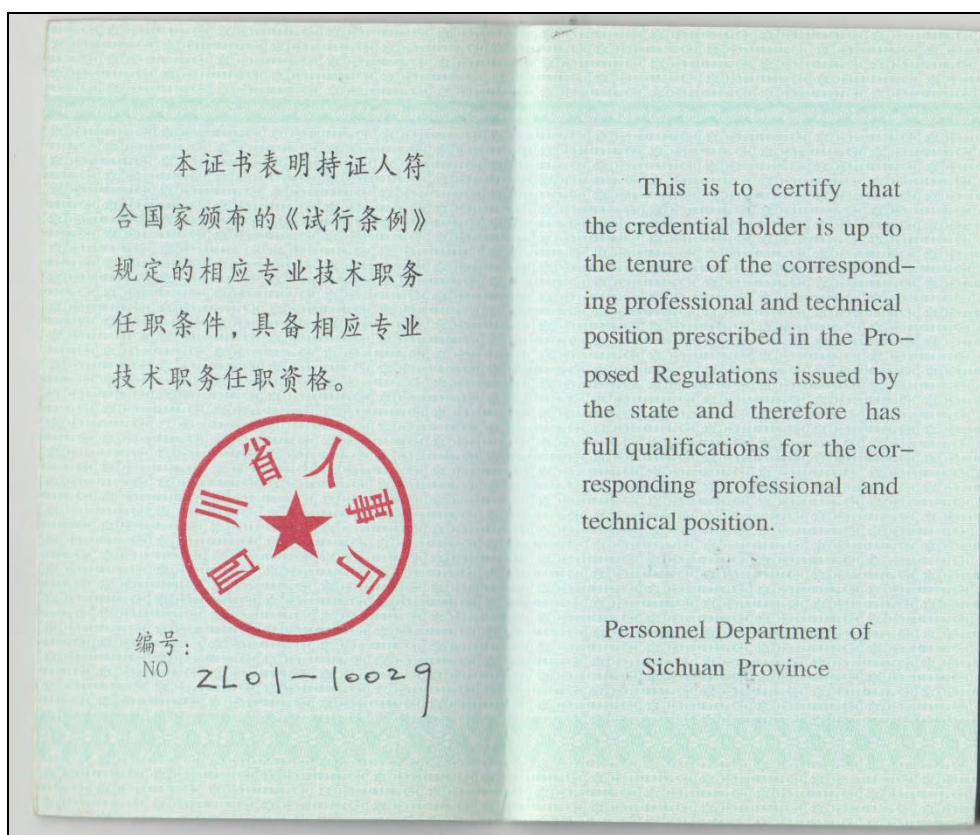 本证书表明持证人符
合国家颁布的《试行条例》
规定的相应专业技术职务
任职条件，具备相应专业
技术职务任职资格。
四川省人事厅
编号：
NO ZL01-10029
This is to certify that
the credential holder is up to
the tenure of the correspond-
ing professional and technical
position prescribed in the Pro-
posed Regulations issued by
the state and therefore has
full qualifications for the cor-
responding professional and
technical position.
Personnel Department of
Sichuan Province